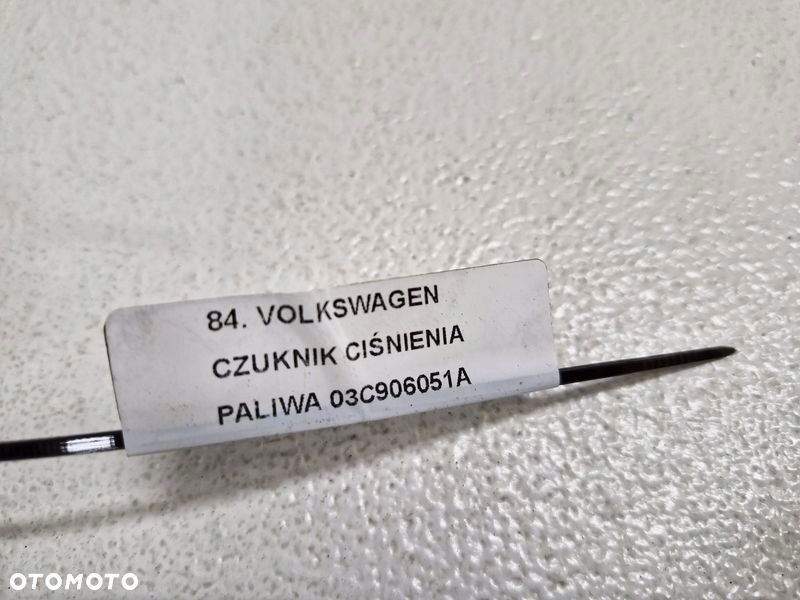 84. VOLKSWAGEN
CZUKNIK CIŚNIENIA
PALIWA 03C906051A
OTOMOTO